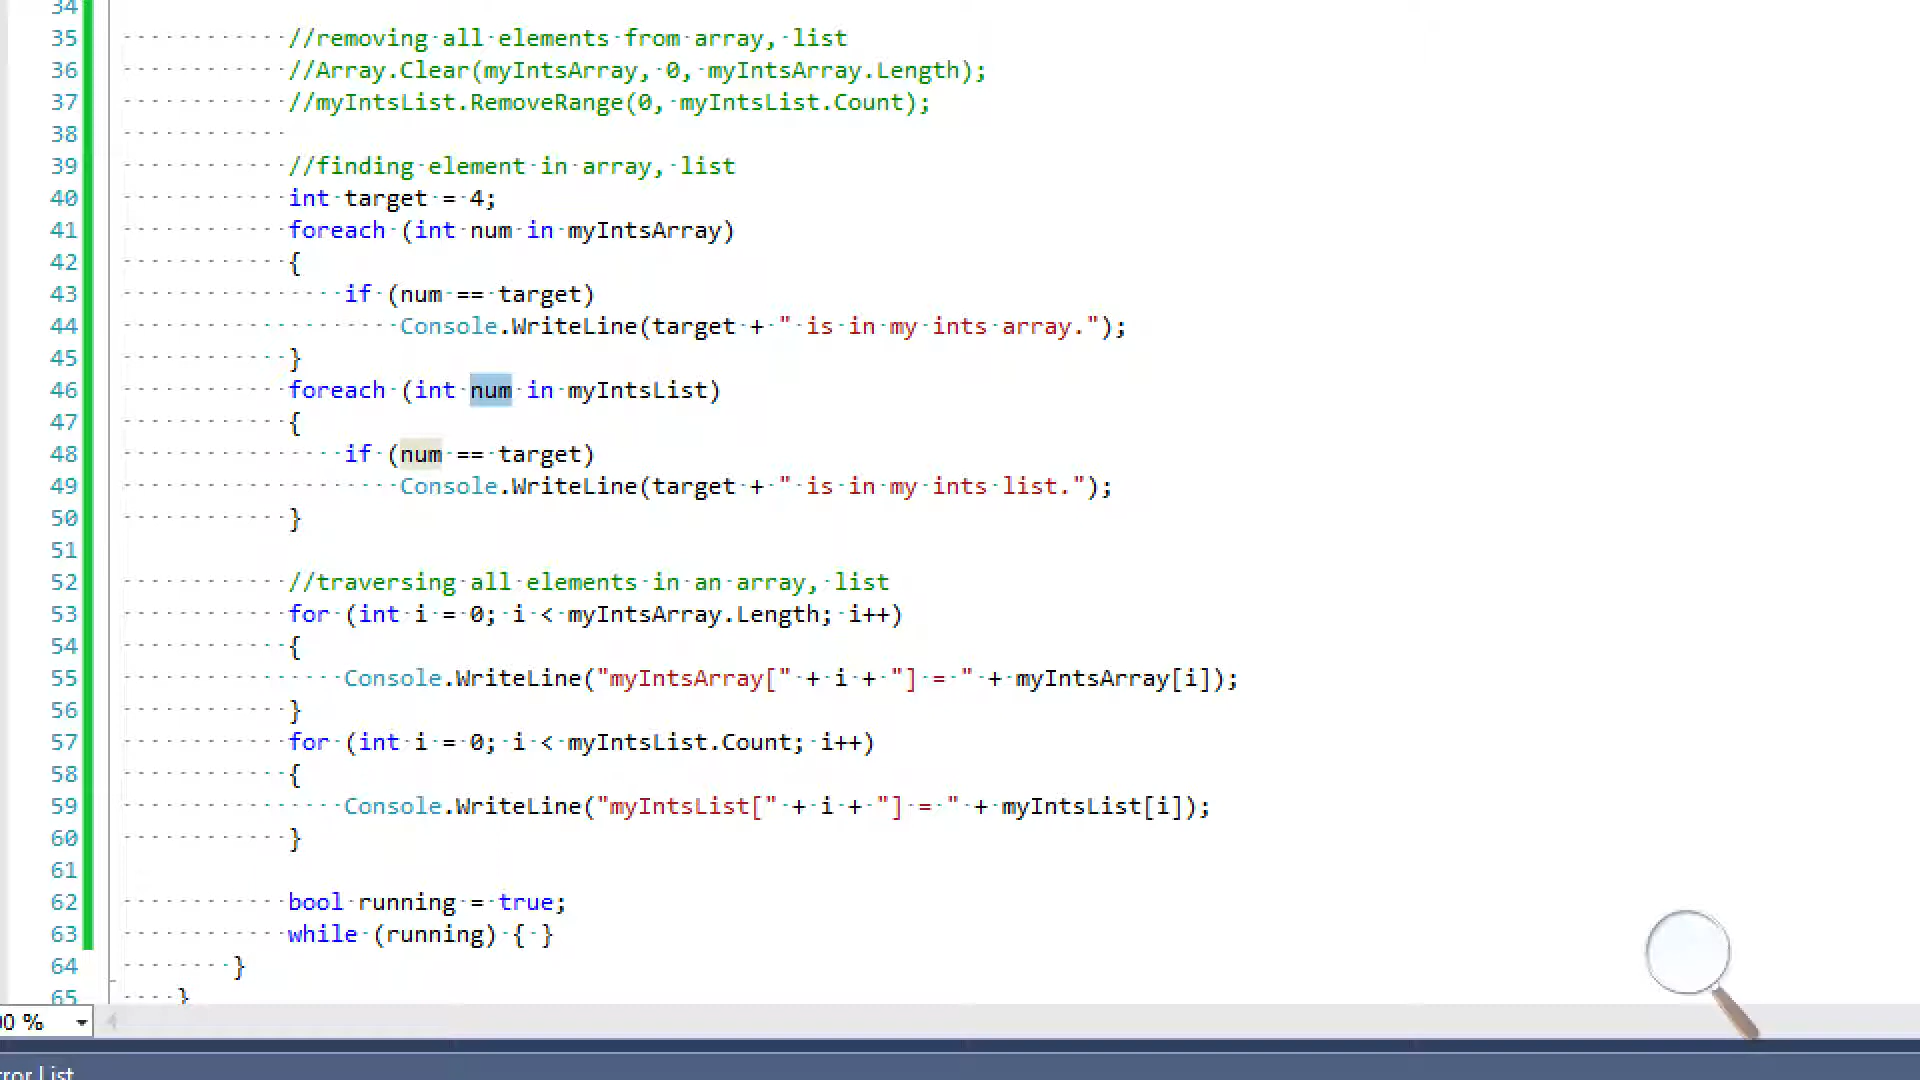 34
35 //removing all elements from array, list
36 //Array.Clear(myIntsArray, 0, myIntsArray.Length);
37 //myIntsList.RemoveRange(0, myIntsList.Count);
38
39 //finding element in array, list
40 int target = 4;
41 foreach (int num in myIntsArray)
42 {
43 if (num == target)
44 Console.WriteLine(target + " is in my ints array.");
45 }
46 foreach (int num in myIntsList)
47 {
48 if (num == target)
49 Console.WriteLine(target + " is in my ints list.");
50 }
51
52 //traversing all elements in an array, list
53 for (int i = 0; i < myIntsArray.Length; i++)
54 {
55 Console.WriteLine("myIntsArray[" + i + "] = " + myIntsArray[i]);
56 }
57 for (int i = 0; i < myIntsList.Count; i++)
58 {
59 Console.WriteLine("myIntsList[" + i + "] = " + myIntsList[i]);
60 }
61
62 bool running = true;
63 while (running) { }
64 }
65 }
0 %
ror List